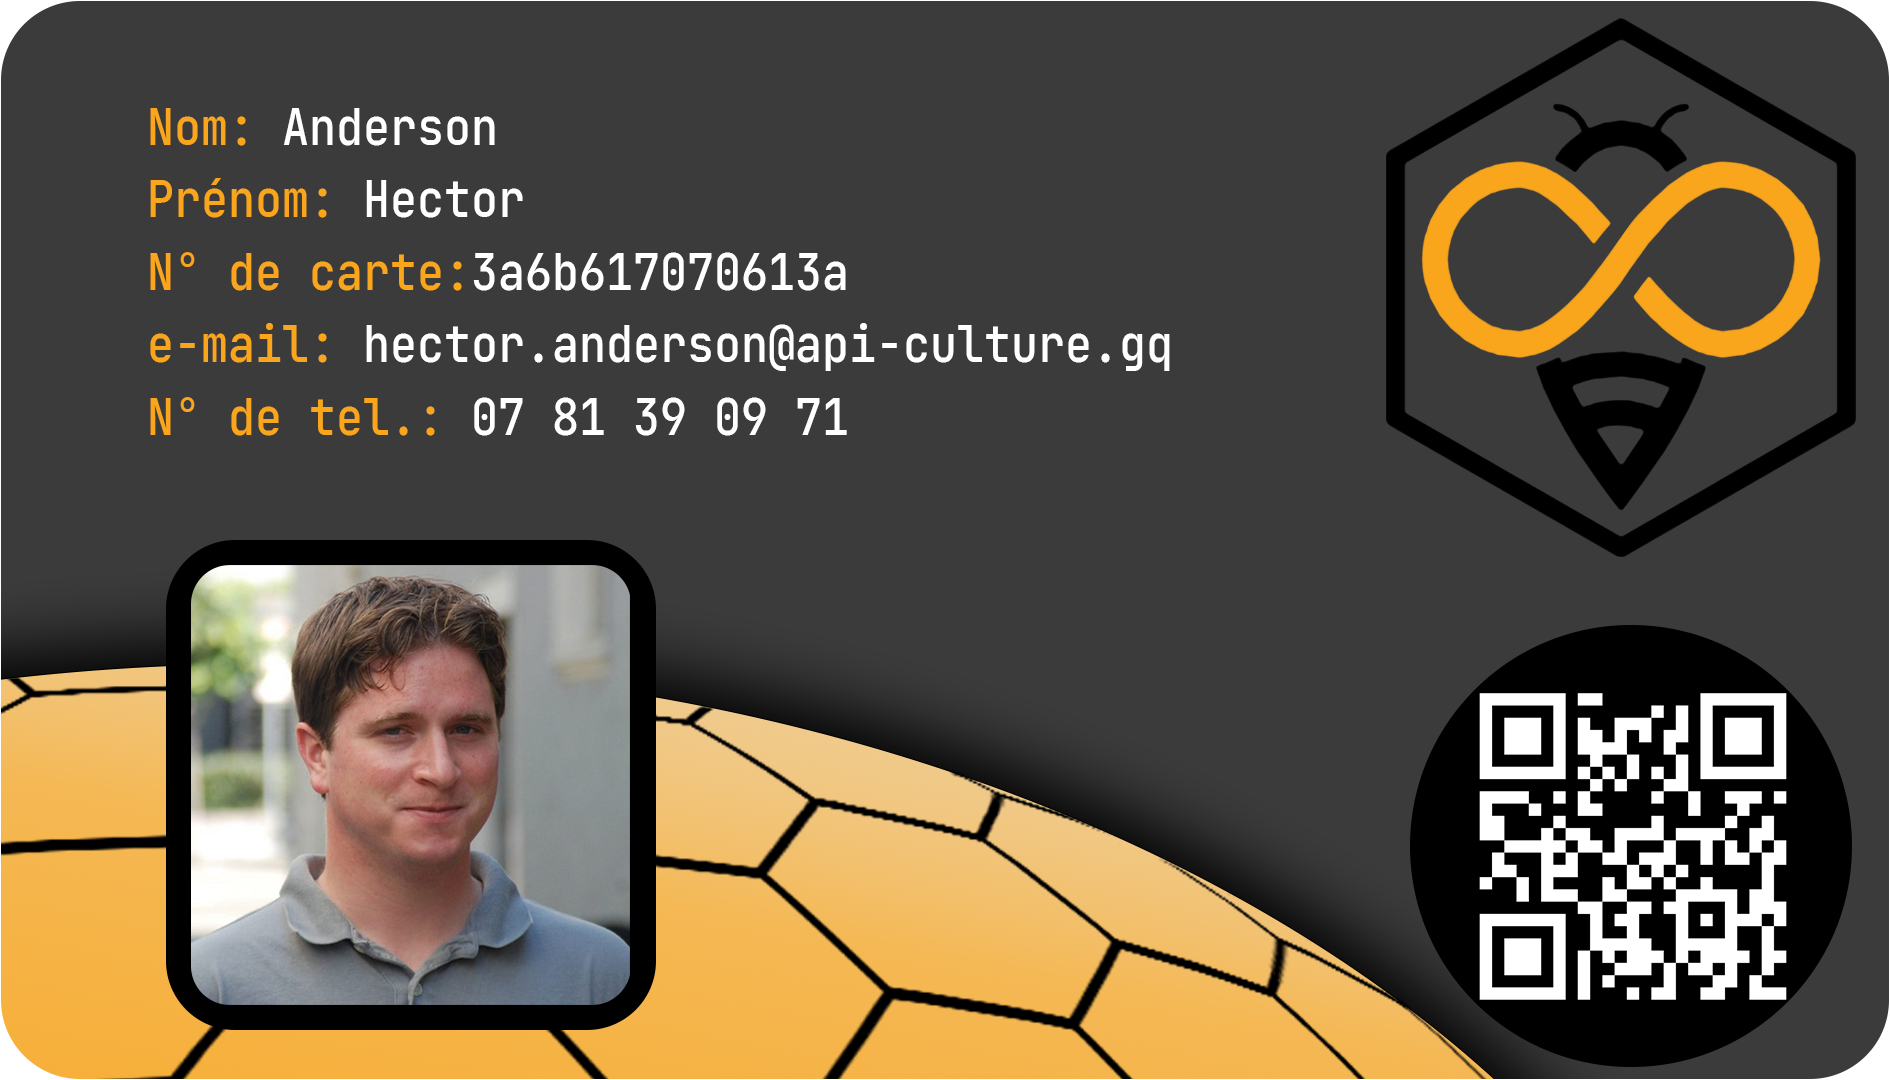 Nom: Anderson
Prénom: Hector
N° de carte:3a6b617070613a
e-mail: hector.anderson@api-culture.gq
N° de tel.: 07 81 39 09 71